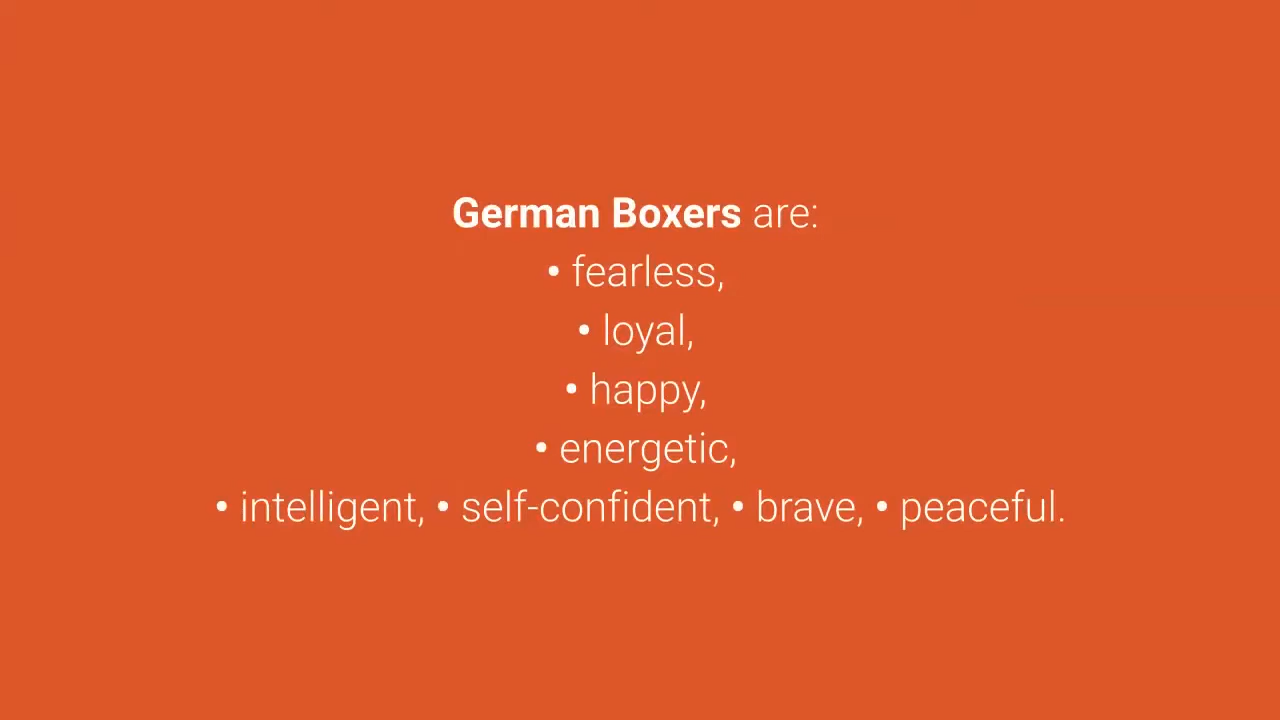 German Boxers are:
• fearless,
• loyal,
• happy,
• energetic,
• intelligent, • self-confident, • brave, • peaceful.